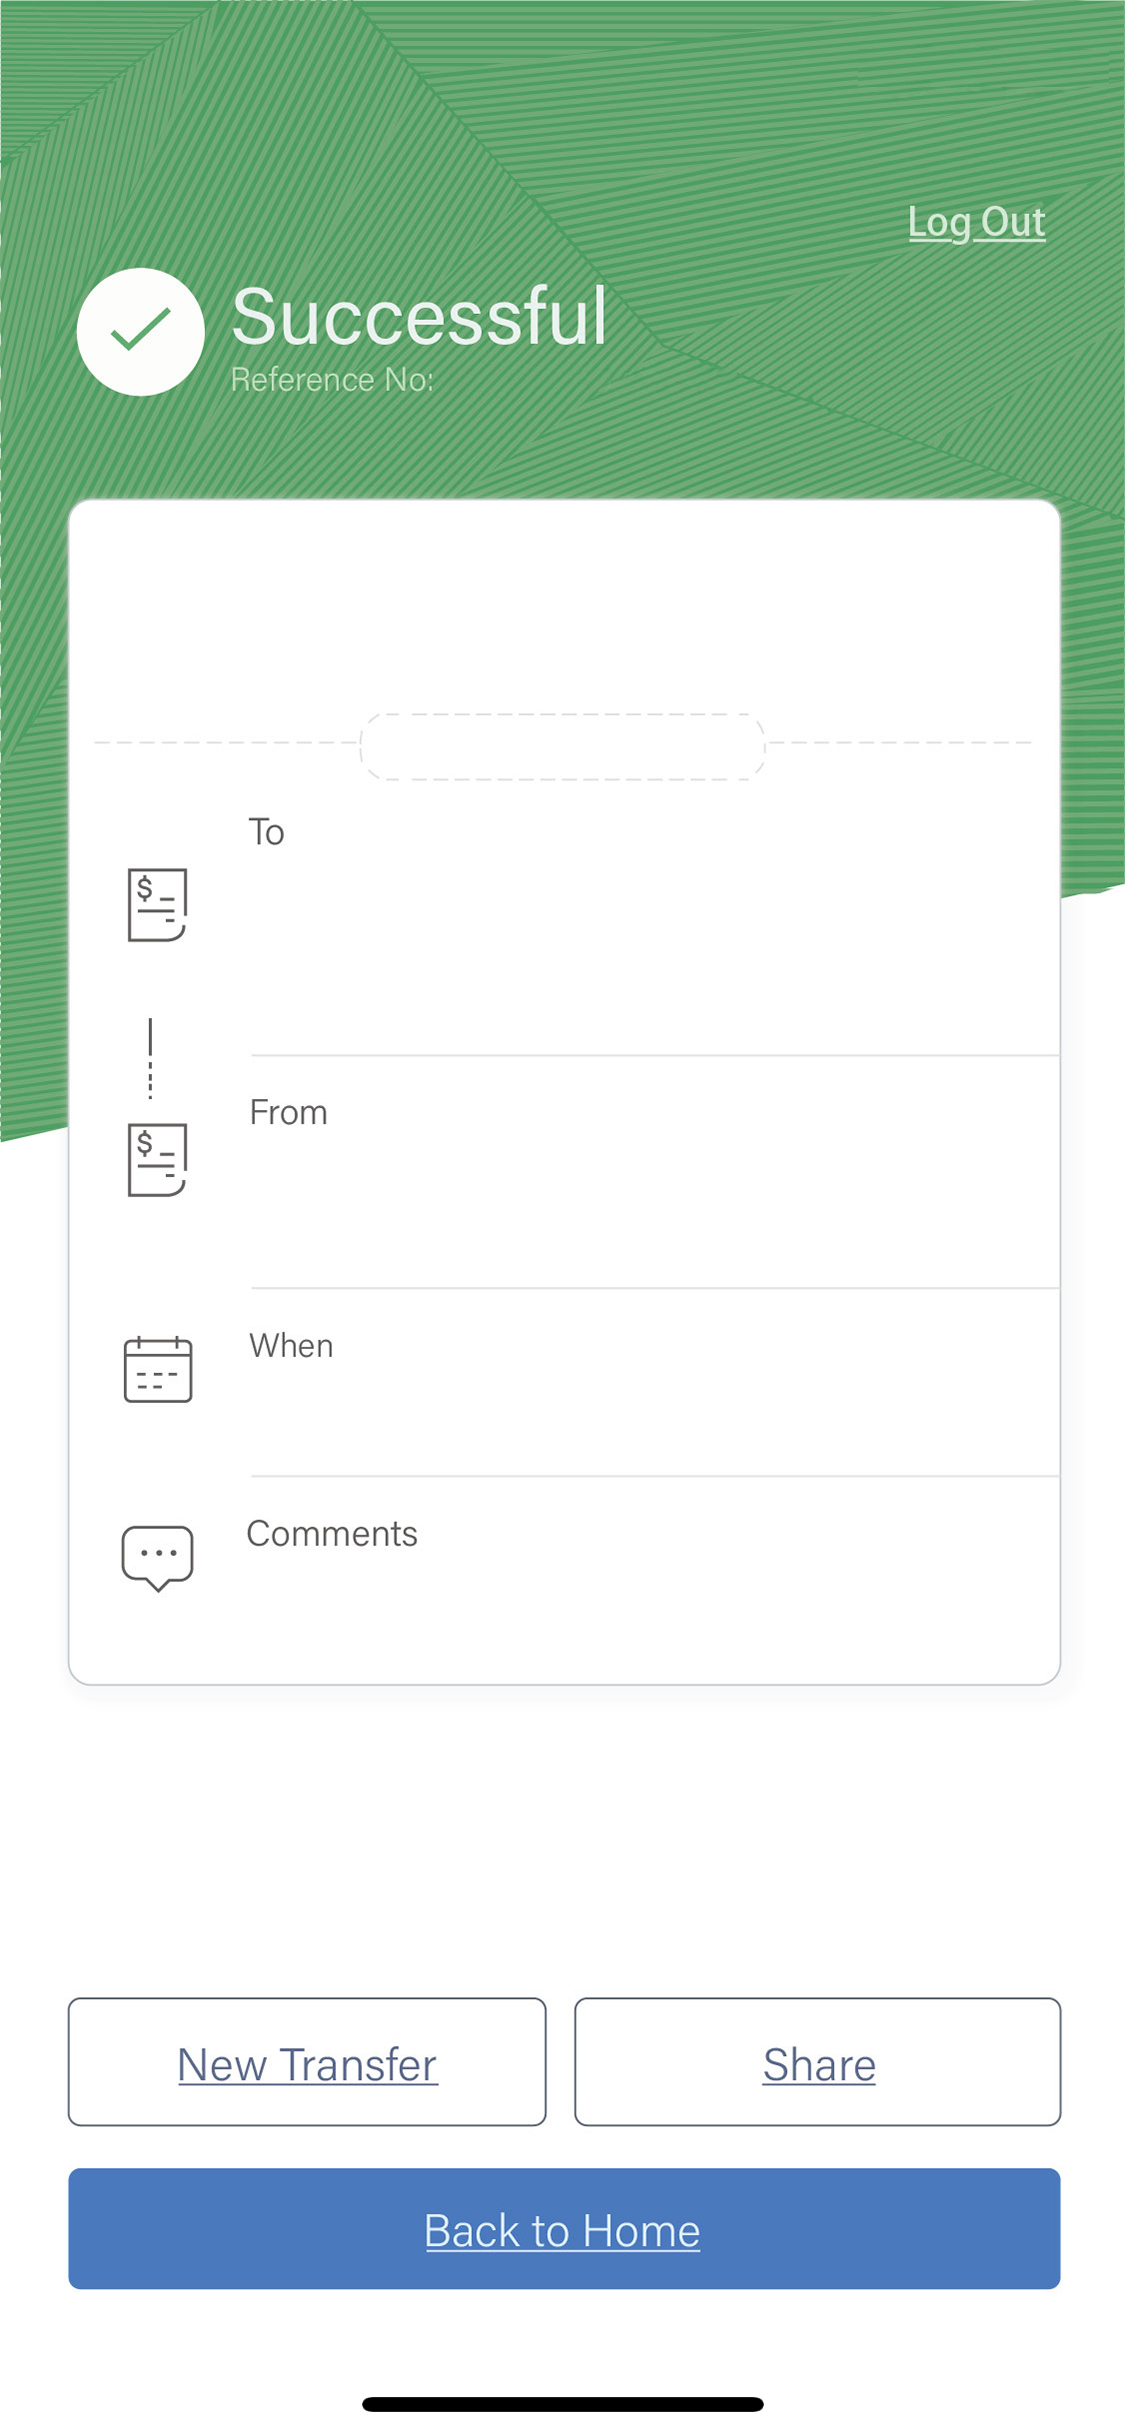 Log Out
Successful
Reference No:
To
$
From
$
When
Comments
New Transfer
Share
Back to Home